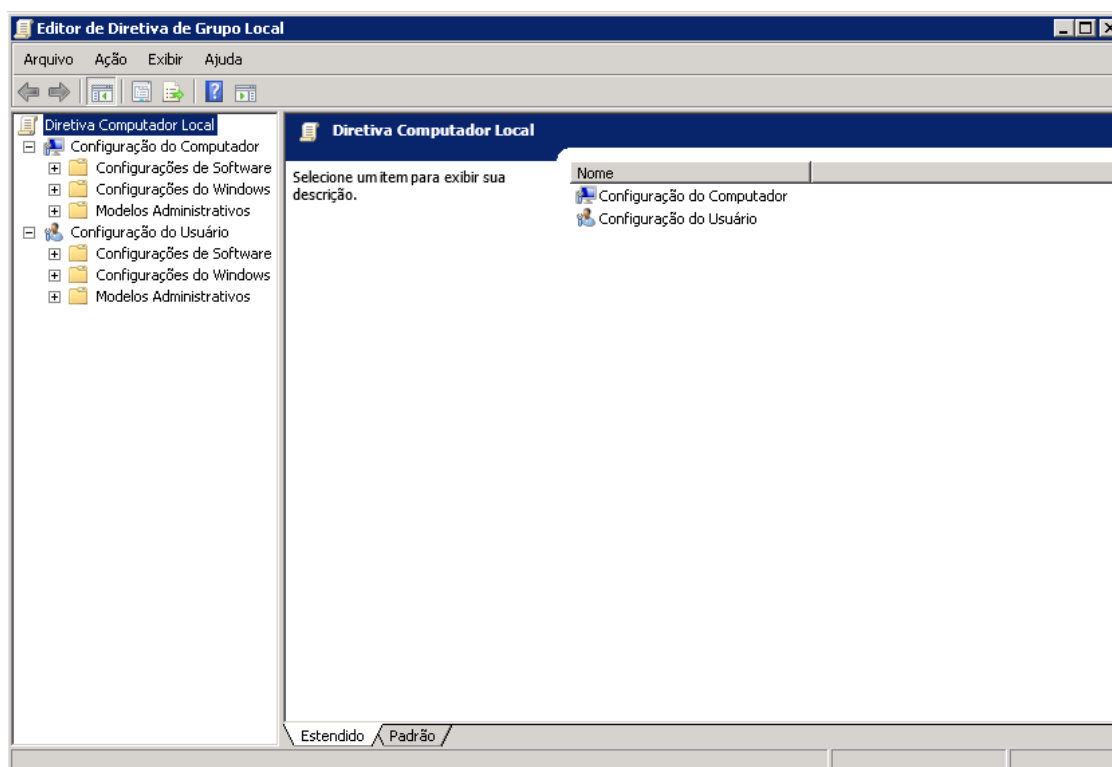 Editor de Diretiva de Grupo Local
Arquivo Ação Exibir Ajuda
Diretiva Computador Local
Configuração do Computador
Configurações de Software
Configurações do Windows
Modelos Administrativos
Configuração do Usuário
Configurações de Software
Configurações do Windows
Modelos Administrativos
Diretiva Computador Local
Selecione um item para exibir sua
descrição.
Nome
Configuração do Computador
Configuração do Usuário
Estendido Padrão